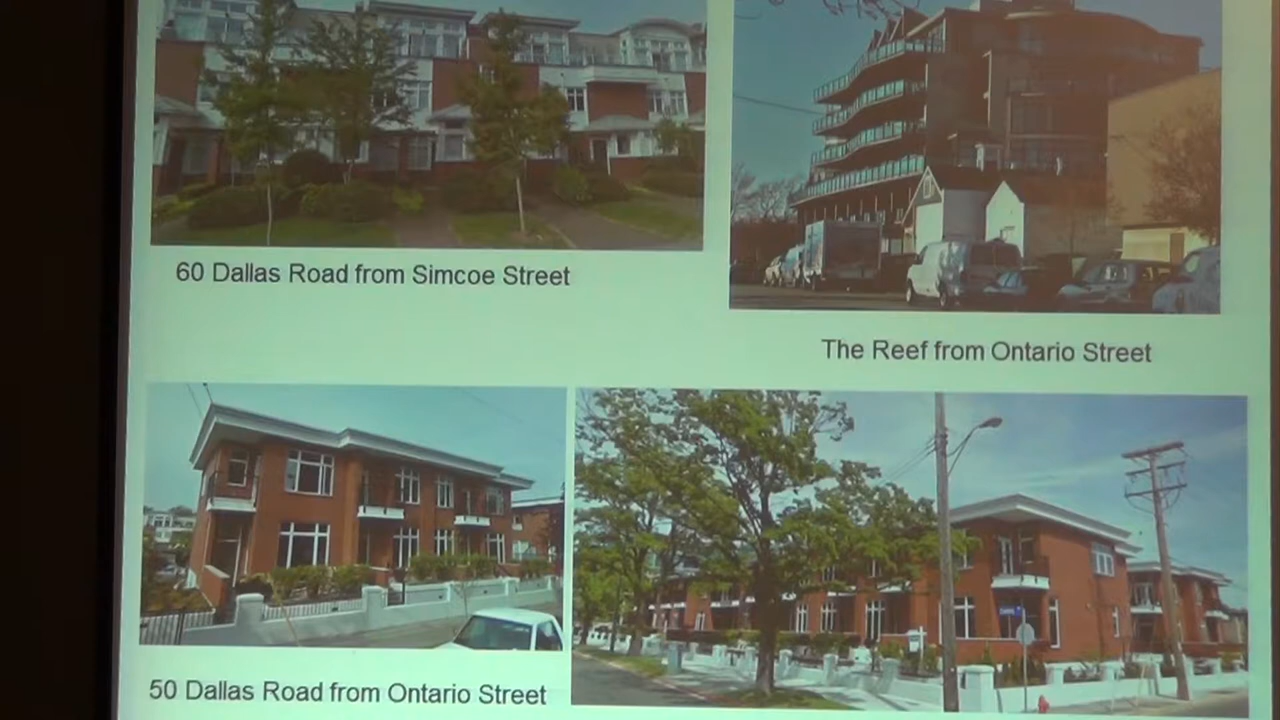 60 Dallas Road from Simcoe Street
The Reef from Ontario Street
50 Dallas Road from Ontario Street